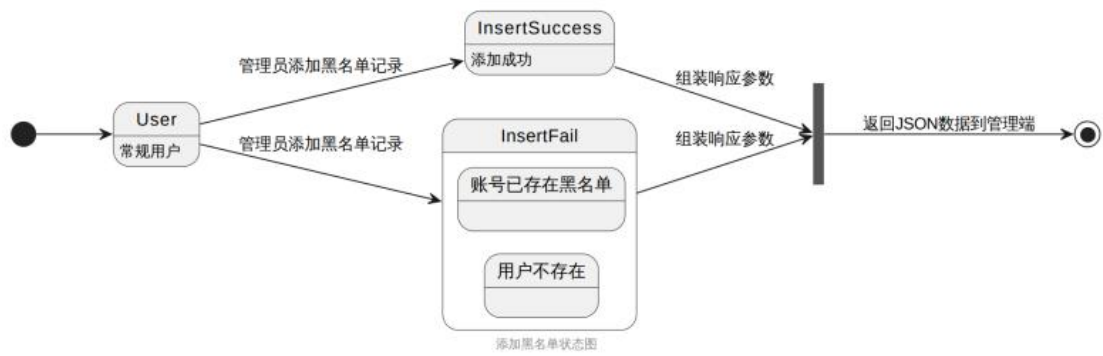 InsertSuccess
添加成功
管理员添加黑名单记录
组装响应参数
User
常规用户
返回JSON数据到管理端
管理员添加黑名单记录
InsertFail
组装响应参数
账号已存在黑名单
用户不存在
添加黑名单状态图